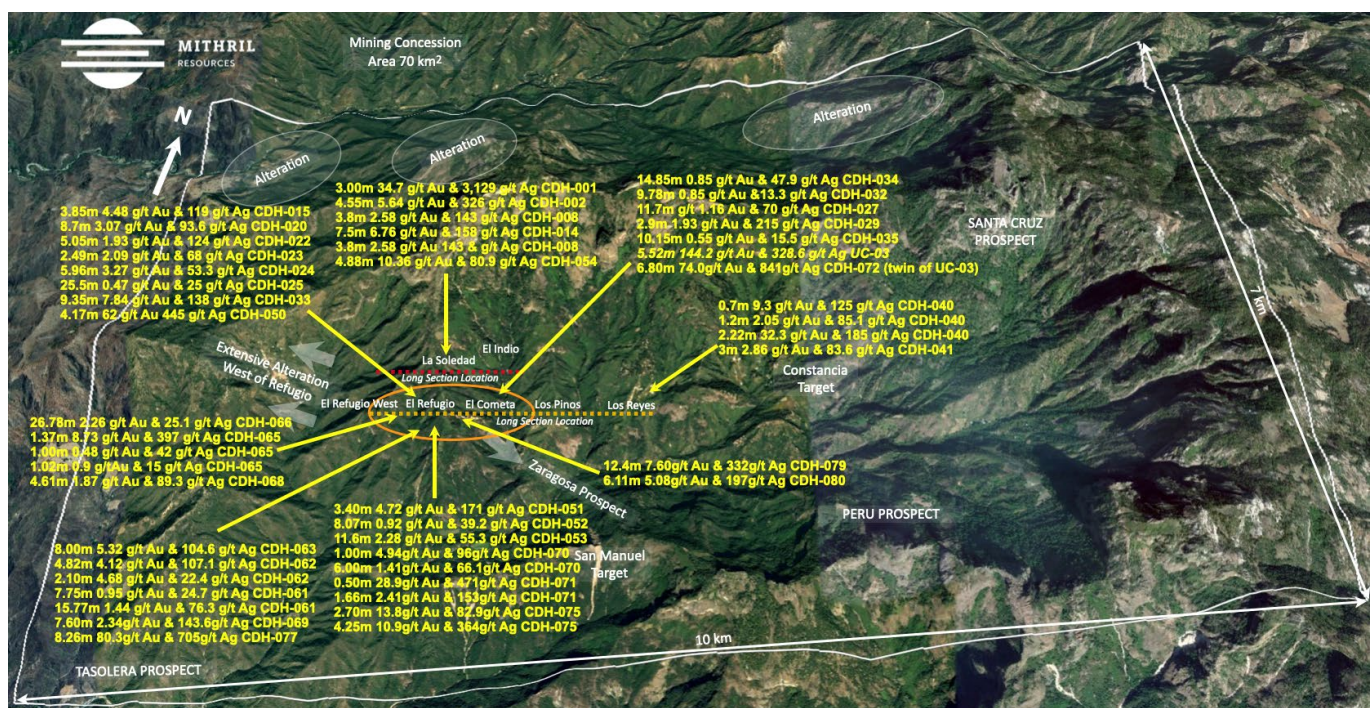 MITHRIL
RESOURCES
Mining Concession
Area 70 km2
N
Alteration
Alteration
Alteration
3.85m 4.48 g/t Au & 119 g/t Ag CDH-015
8.7m 3.07 g/t Au & 93.6 g/t Ag CDH-020
5.05m 1.93 g/t Au & 124 g/t Ag CDH-022
2.49m 2.09 g/t Au & 68 g/t Ag CDH-023
5.96m 3.27 g/t Au & 53.3 g/t Ag CDH-024
25.5m 0.47 g/t Au & 25 g/t Ag CDH-025
9.35m 7.84 g/t Au & 138 g/t Ag CDH-033
4.17m 62 g/t Au 445 g/t Ag CDH-050
3.00m 34.7 g/t Au & 3,129 g/t Ag CDH-001
4.55m 5.64 g/t Au & 326 g/t Ag CDH-002
3.8m 2.58 g/t Au & 143 g/t Ag CDH-008
7.5m 6.76 g/t Au & 158 g/t Ag CDH-014
3.8m 2.58 g/t Au 143 & g/t Ag CDH-008
4.88m 10.36 g/t Au & 80.9 g/t Ag CDH-054
14.85m 0.85 g/t Au & 47.9 g/t Ag CDH-034
9.78m 0.85 g/t Au &13.3 g/t Ag CDH-032
11.7m g/t 1.16 Au & 70 g/t Ag CDH-027
2.9m 1.93 g/t Au & 215 g/t Ag CDH-029
10.15m 0.55 g/t Au & 15.5 g/t Ag CDH-035
5.52m 144.2 g/t Au & 328.6 g/t Ag UC-03
6.80m 74.0g/t Au & 841g/t Ag CDH-072 (twin of UC-03)
SANTA CRUZ
PROSPECT
7 km
0.7m 9.3 g/t Au & 125 g/t Ag CDH-040
1.2m 2.05 g/t Au & 85.1 g/t Ag CDH-040
2.22m 32.3 g/t Au & 185 g/t Ag CDH-040
3m 2.86 g/t Au & 83.6 g/t Ag CDH-041
Extensive Alteration
West of Refugio
El Indio
La Soledad
Long Section Location
Constancia
Target
El Refugio West
El Refugio
El Cometa
Los Pinos
Los Reyes
Long Section Location
26.78m 2.26 g/t Au & 25.1 g/t Ag CDH-066
1.37m 8.73 g/t Au & 397 g/t Ag CDH-065
1.00m 0.48 g/t Au & 42 g/t Ag CDH-065
1.02m 0.9 g/tAu & 15 g/t Ag CDH-065
4.61m 1.87 g/t Au & 89.3 g/t Ag CDH-068
Zaragosa Prospect
12.4m 7.60g/t Au & 332g/t Ag CDH-079
6.11m 5.08g/t Au & 197g/t Ag CDH-080
8.00m 5.32 g/t Au & 104.6 g/t Ag CDH-063
4.82m 4.12 g/t Au & 107.1 g/t Ag CDH-062
2.10m 4.68 g/t Au & 22.4 g/t Ag CDH-062
7.75m 0.95 g/t Au & 24.7 g/t Ag CDH-061
15.77m 1.44 g/t Au & 76.3 g/t Ag CDH-061
7.60m 2.34g/t Au & 143.6g/t Ag CDH-069
8.26m 80.3g/t Au & 705g/t Ag CDH-077
3.40m 4.72 g/t Au & 171 g/t Ag CDH-051
8.07m 0.92 g/t Au & 39.2 g/t Ag CDH-052
11.6m 2.28 g/t Au & 55.3 g/t Ag CDH-053
1.00m 4.94g/t Au & 96g/t Ag CDH-070
6.00m 1.41g/t Au & 66.1g/t Ag CDH-070
0.50m 28.9g/t Au & 471g/t Ag CDH-071
1.66m 2.41g/t Au & 153g/t Ag CDH-071
2.70m 13.8g/t Au & 82.9g/t Ag CDH-075
4.25m 10.9g/t Au & 364g/t Ag CDH-075
San Manuel
Target
PERU PROSPECT
10 km
TASOLERA PROSPECT